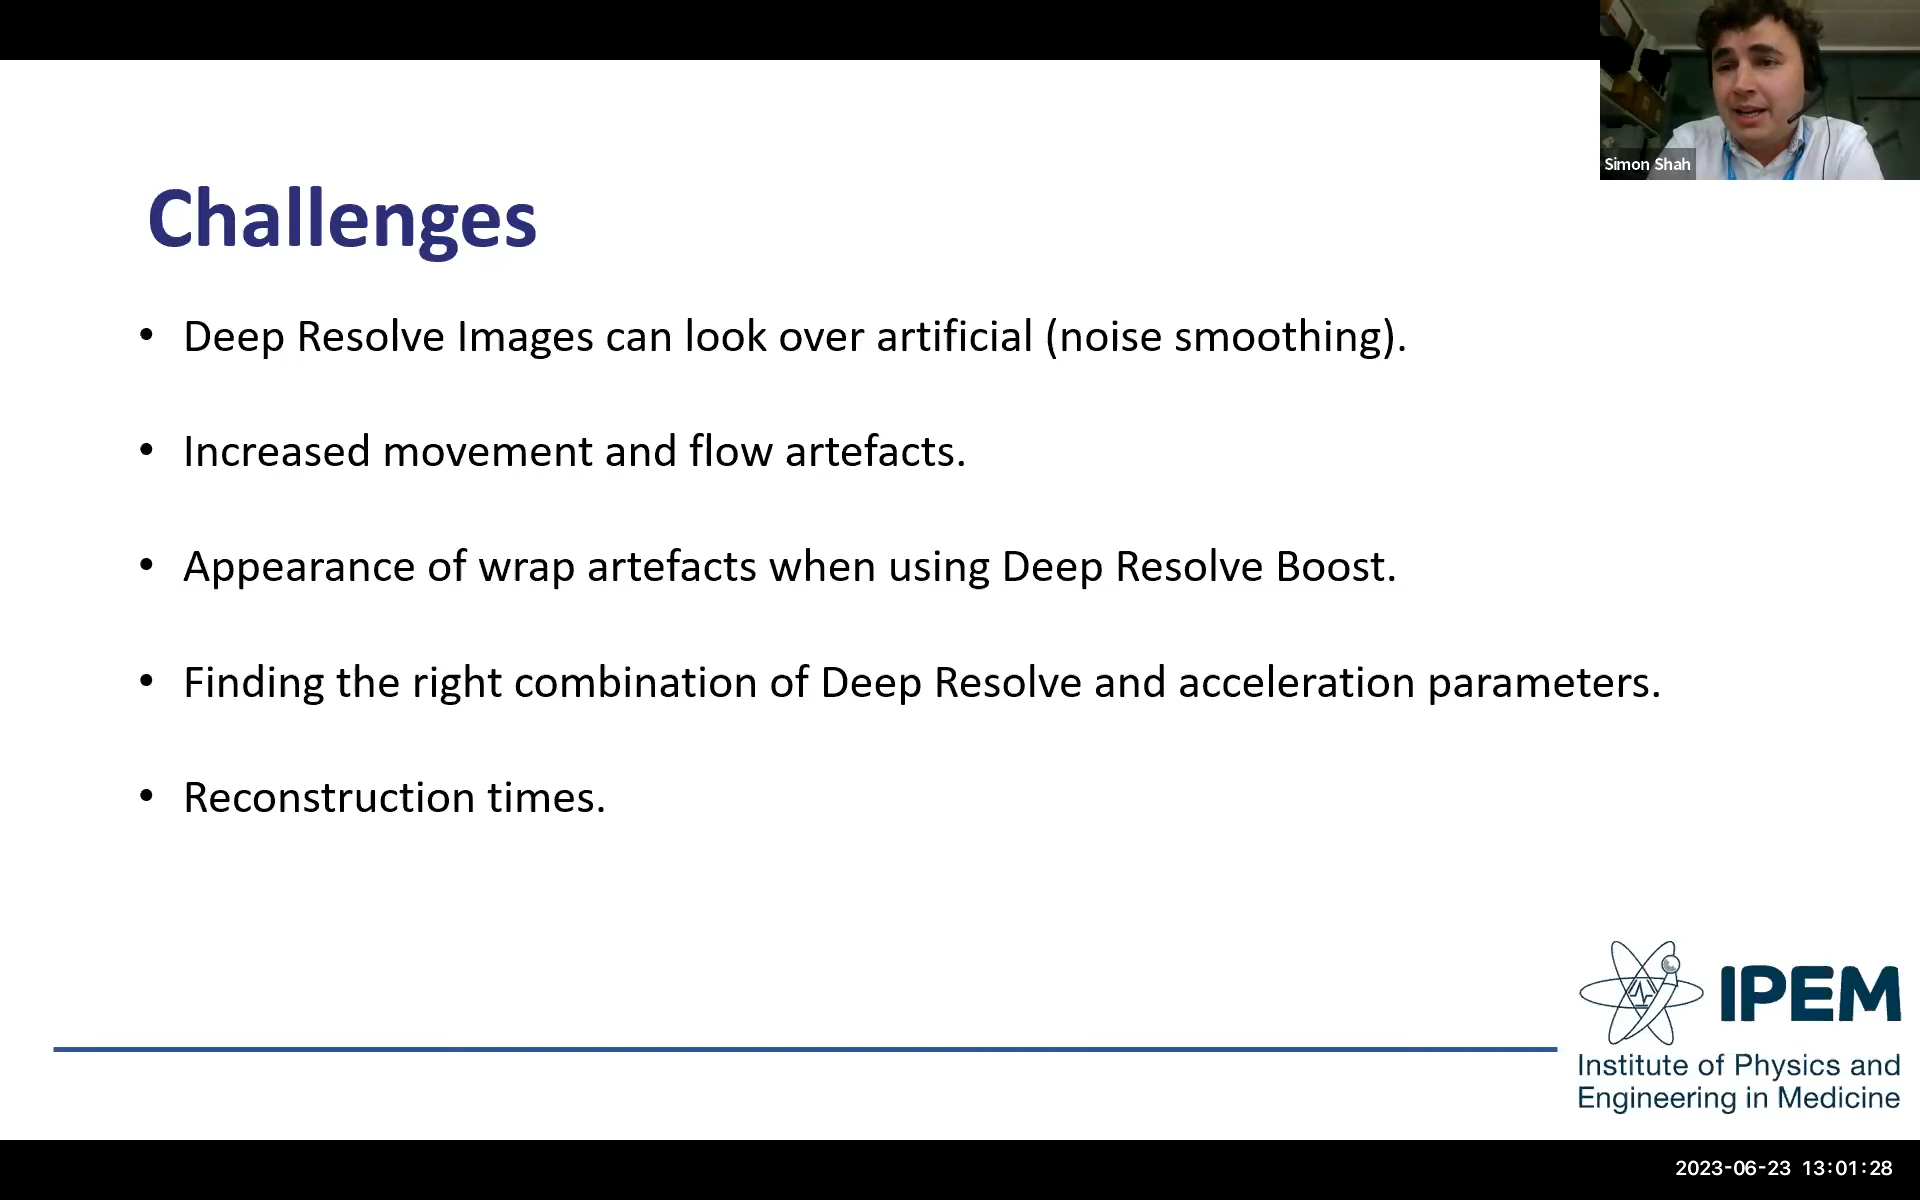 Simon Shah
Challenges
• Deep Resolve Images can look over artificial (noise smoothing).
• Increased movement and flow artefacts.
• Appearance of wrap artefacts when using Deep Resolve Boost.
• Finding the right combination of Deep Resolve and acceleration parameters.
• Reconstruction times.
IPEM
Institute of Physics and
Engineering in Medicine
2023-06-23 13:01:28